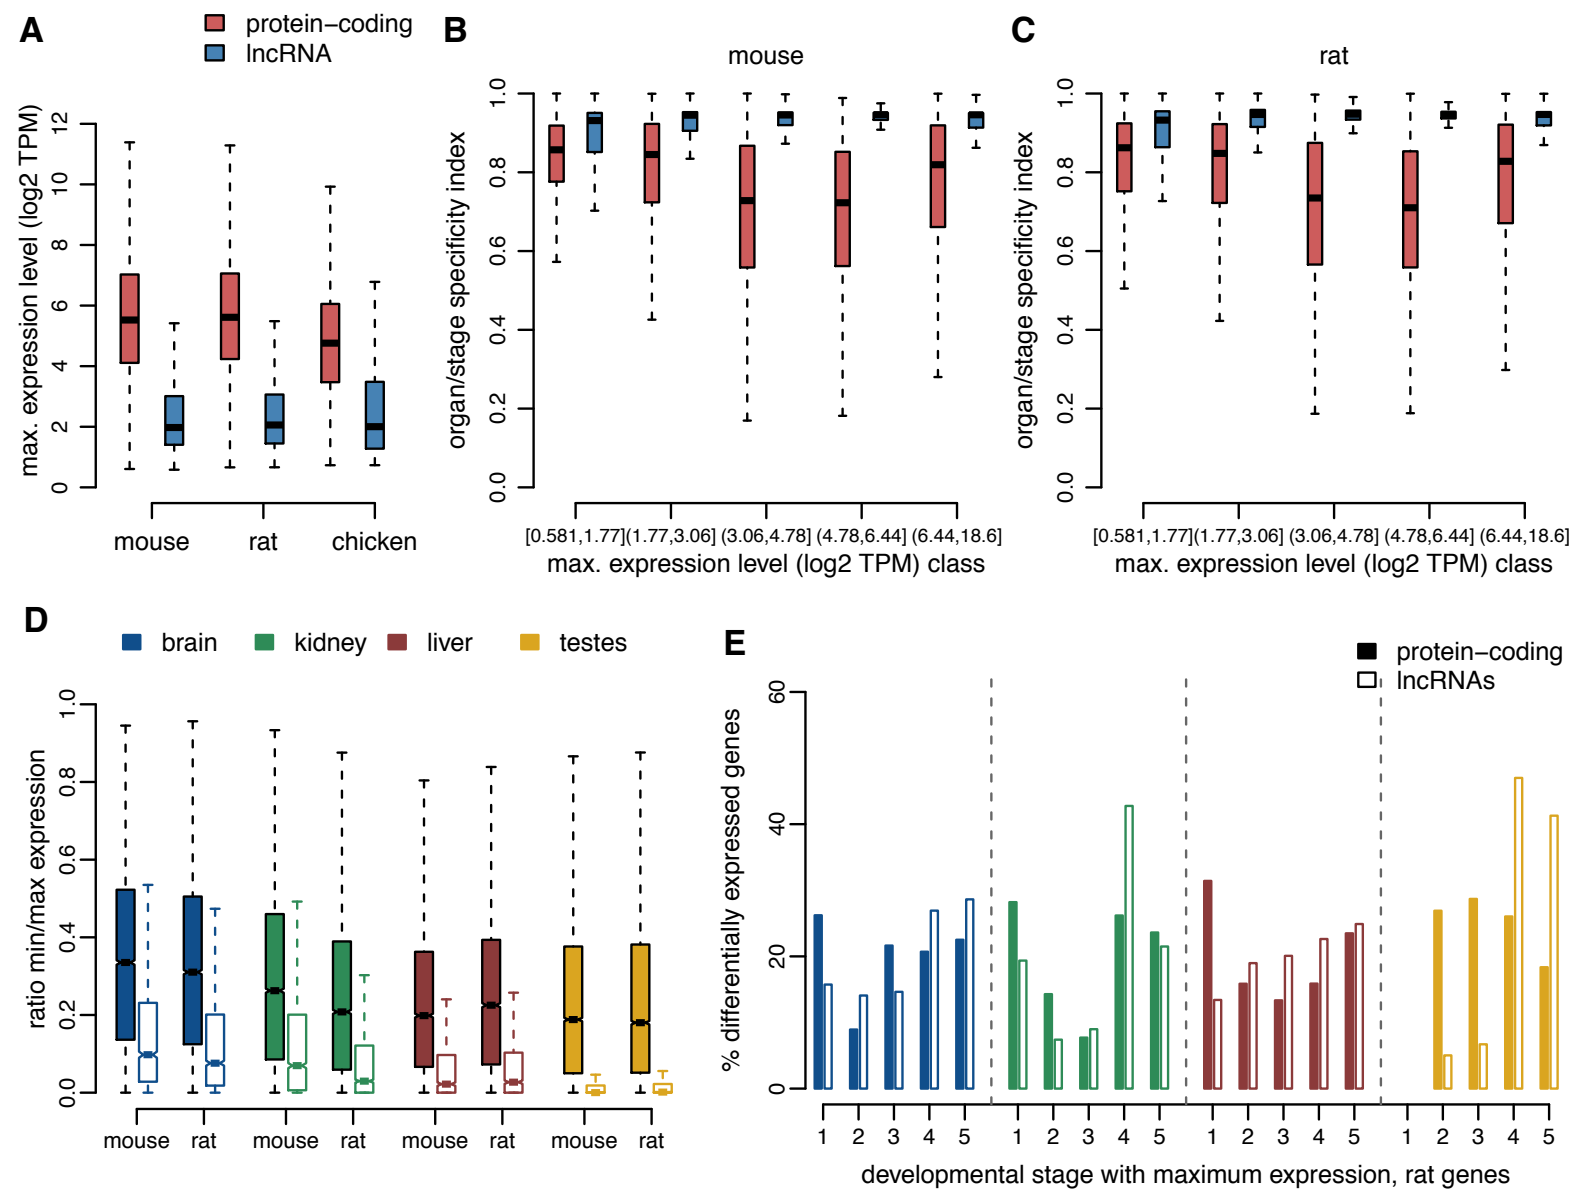 A
protein−coding
lncRNA
max. expression level (log2 TPM)
0 2 4 6 8 10 12
mouse rat chicken
B
mouse
organ/stage specificity index
0.0 0.2 0.4 0.6 0.8 1.0
[0.581,1.77] (1.77,3.06] (3.06,4.78] (4.78,6.44] (6.44,18.6]
max. expression level (log2 TPM) class
C
rat
organ/stage specificity index
0.0 0.2 0.4 0.6 0.8 1.0
[0.581,1.77] (1.77,3.06] (3.06,4.78] (4.78,6.44] (6.44,18.6]
max. expression level (log2 TPM) class
D
brain kidney liver testes
ratio min/max expression
0.0 0.2 0.4 0.6 0.8 1.0
mouse rat mouse rat mouse rat mouse rat
E
protein−coding
lncRNAs
% differentially expressed genes
0 20 40 60
1 2 3 4 5 1 2 3 4 5 1 2 3 4 5 1 2 3 4 5
developmental stage with maximum expression, rat genes